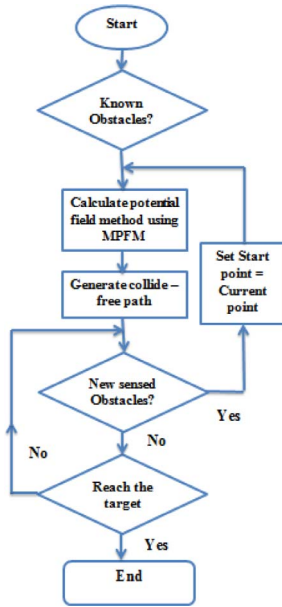 Start
Known
Obstacles?
Calculate potential
field method using
MPFM
Set Start
point =
Current
point
Generate collide –
free path
New sensed
Obstacles?
Yes
No
No
Reach the
target
Yes
End